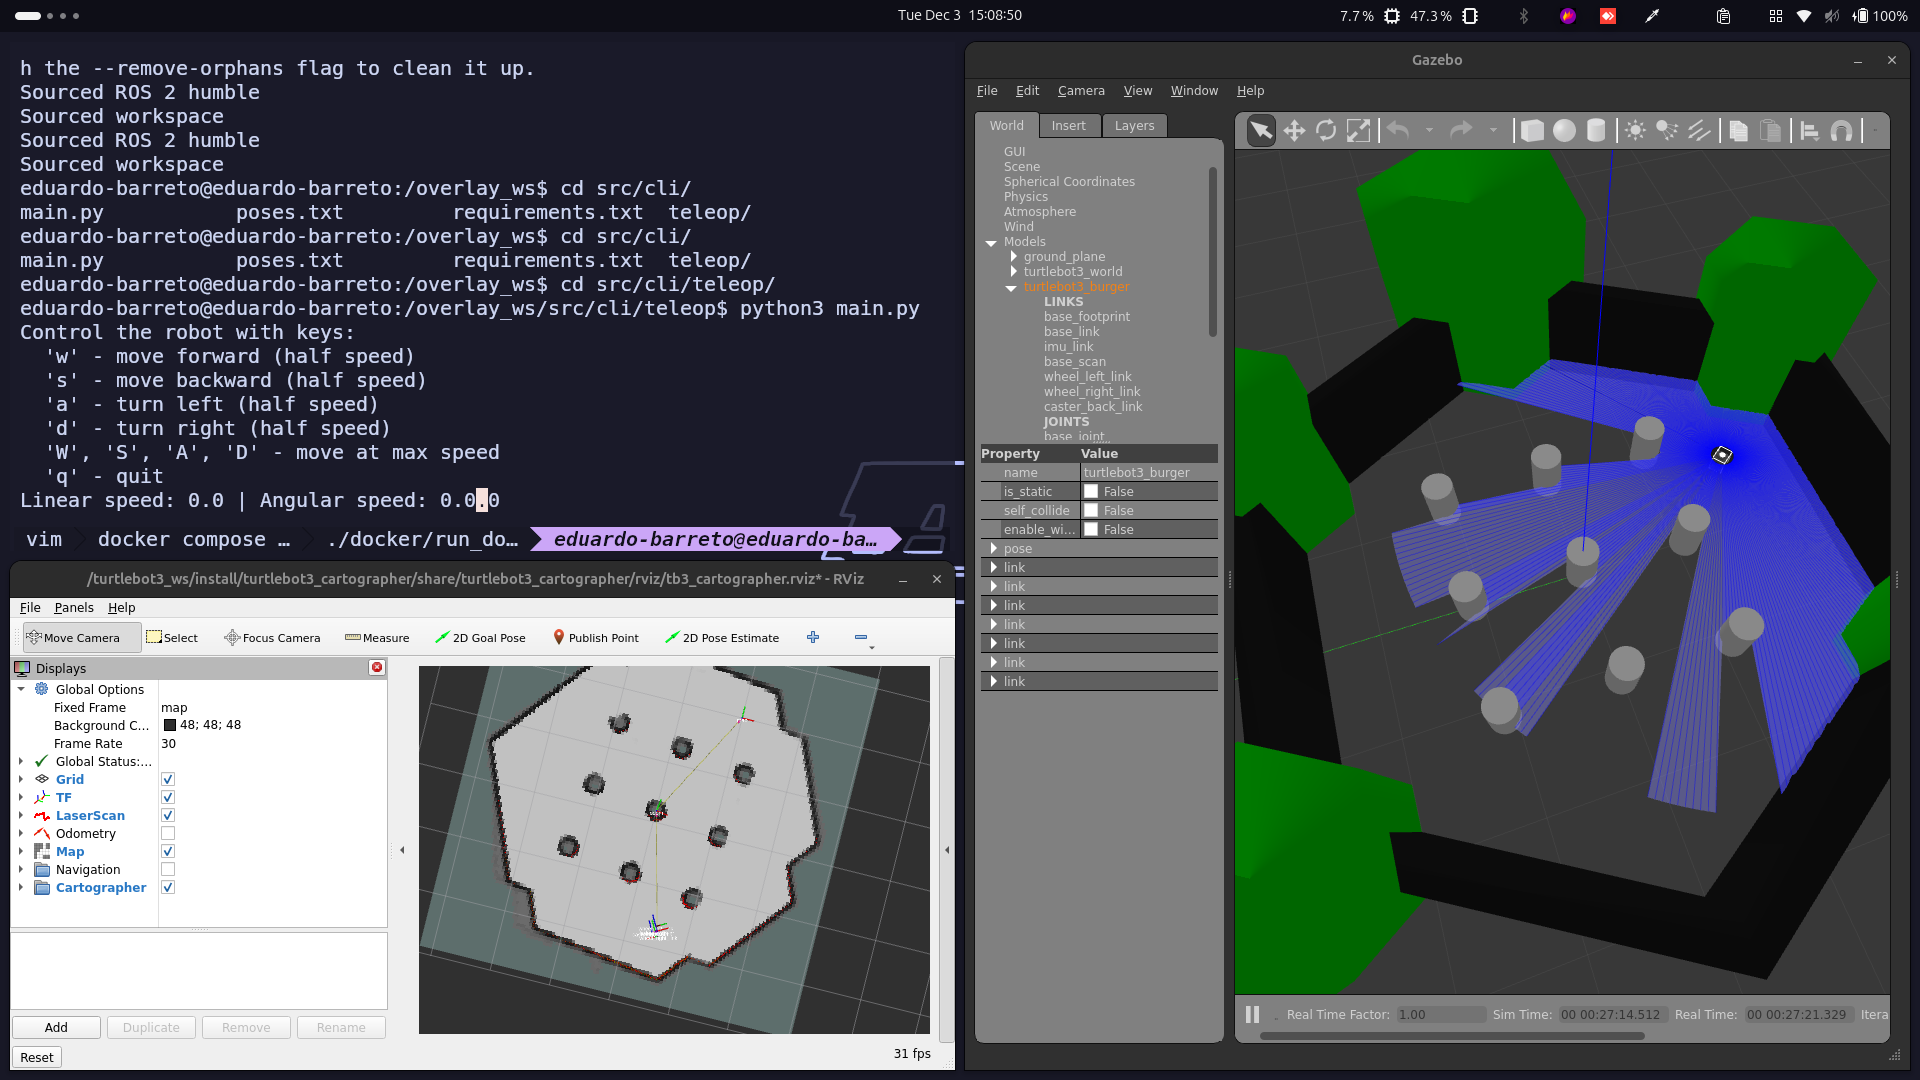 Tue Dec 3  15:08:50
7.7%
47.3%
100%
h the --remove-orphans flag to clean it up.
Sourced ROS 2 humble
Sourced workspace
Sourced ROS 2 humble
Sourced workspace
eduardo-barreto@eduardo-barreto:/overlay_ws$ cd src/cli/
main.py           poses.txt         requirements.txt  teleop/
eduardo-barreto@eduardo-barreto:/overlay_ws$ cd src/cli/
main.py           poses.txt         requirements.txt  teleop/
eduardo-barreto@eduardo-barreto:/overlay_ws$ cd src/cli/teleop/
eduardo-barreto@eduardo-barreto:/overlay_ws/src/cli/teleop$ python3 main.py
Control the robot with keys:
'w' - move forward (half speed)
's' - move backward (half speed)
'a' - turn left (half speed)
'd' - turn right (half speed)
'W', 'S', 'A', 'D' - move at max speed
'q' - quit
Linear speed: 0.0 | Angular speed: 0.0.0
vim   docker compose …   ./docker/run_do…   eduardo-barreto@eduardo-ba…
/turtlebot3_ws/install/turtlebot3_cartographer/share/turtlebot3_cartographer/rviz/tb3_cartographer.rviz* - RViz
File  Panels  Help
Move Camera  Select  Focus Camera  Measure  2D Goal Pose  Publish Point  2D Pose Estimate
Displays
Global Options
Fixed Frame  map
Background C...  48; 48; 48
Frame Rate  30
Global Status:...
Grid
TF
LaserScan
Odometry
Map
Navigation
Cartographer
Add  Duplicate  Remove  Rename
Reset
31 fps
Gazebo
File  Edit  Camera  View  Window  Help
World  Insert  Layers
GUI
Scene
Spherical Coordinates
Physics
Atmosphere
Wind
Models
ground_plane
turtlebot3_world
turtlebot3_burger
LINKS
base_footprint
base_link
imu_link
base_scan
wheel_left_link
wheel_right_link
caster_back_link
JOINTS
base_joint
Property  Value
name  turtlebot3_burger
is_static  False
self_collide  False
enable_wi...  False
pose
link
link
link
link
link
link
link
Real Time Factor:  1.00  Sim Time:  00 00:27:14.512  Real Time:  00 00:27:21.329  Itera